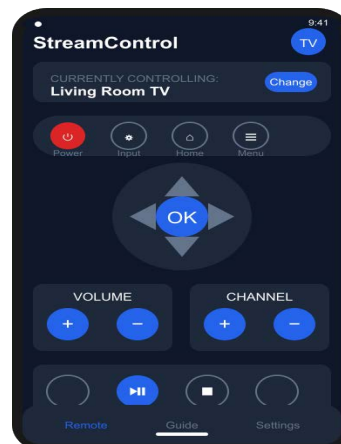 9:41
StreamControl
TV
CURRENTLY CONTROLLING:
Living Room TV
Change
Power
Input
Home
Menu
OK
VOLUME
CHANNEL
+
−
+
−
Remote
Guide
Settings